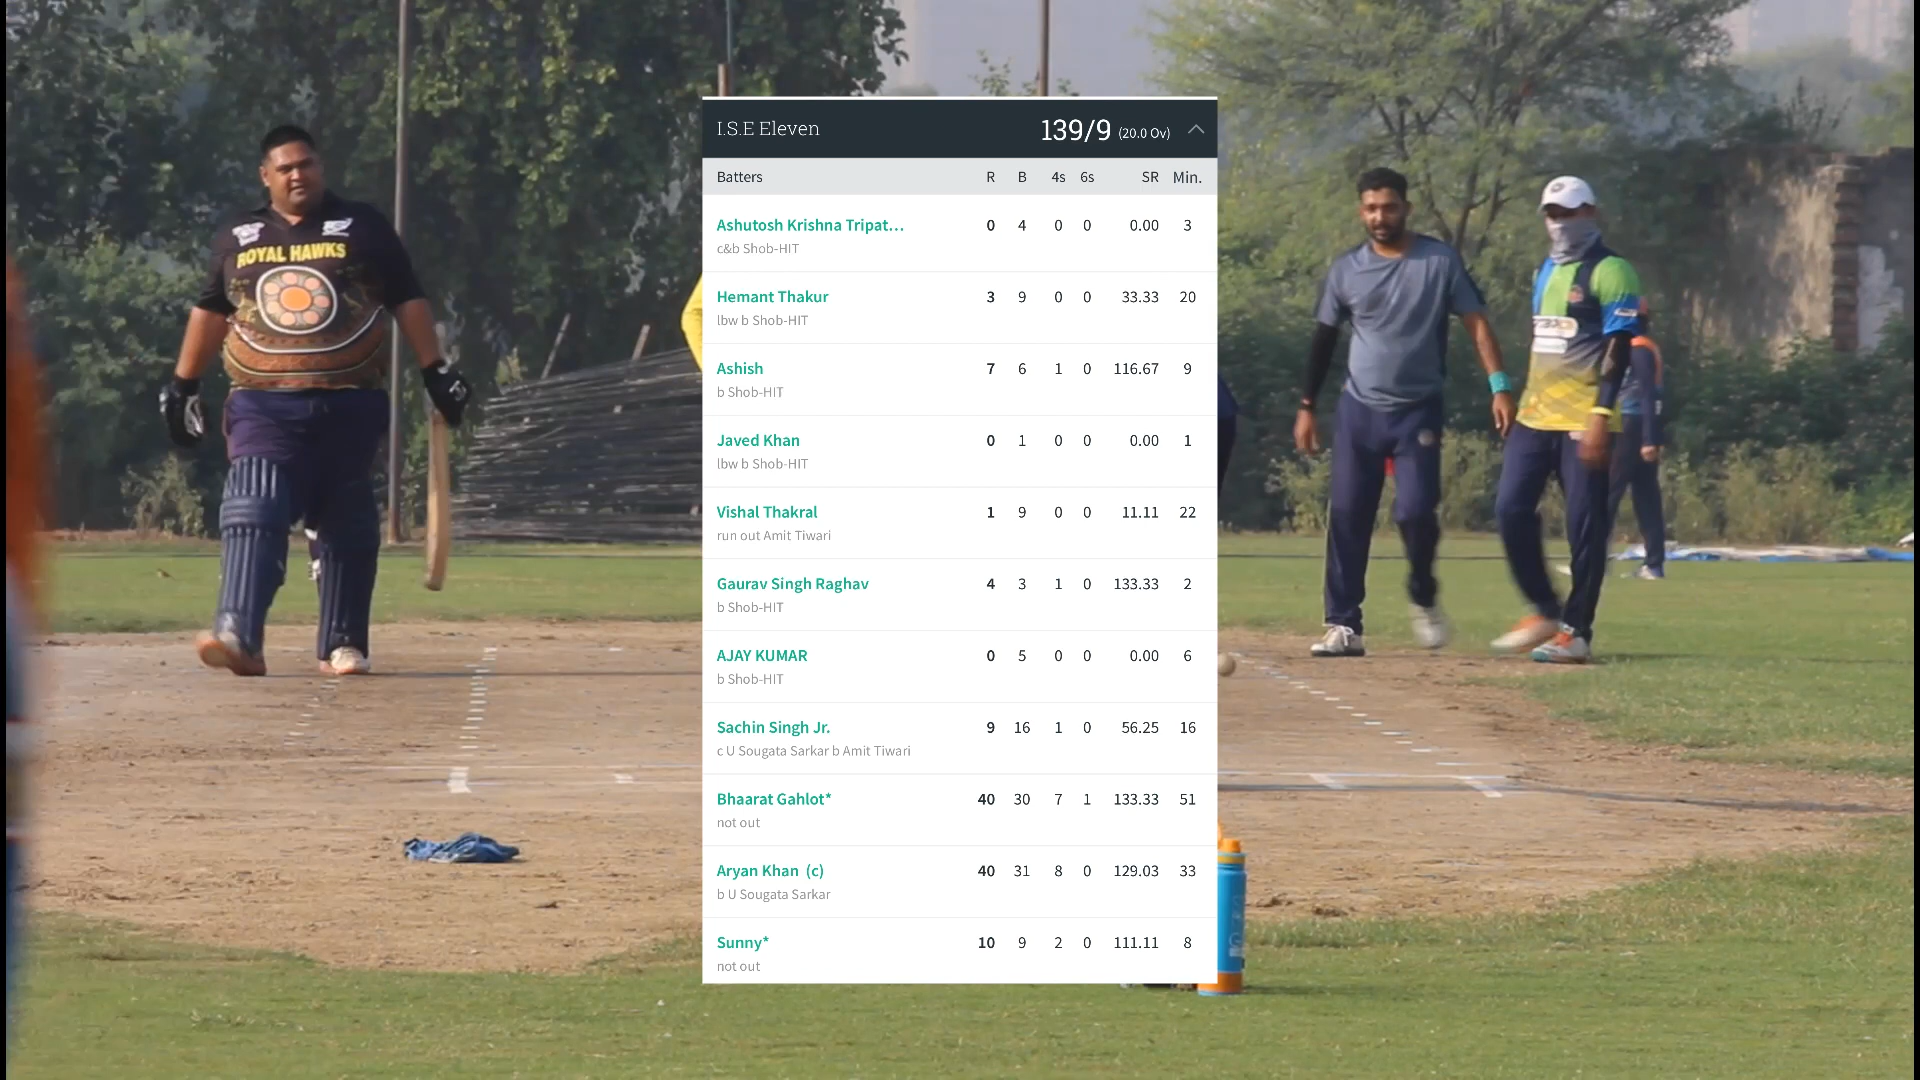 ROYAL HAWKS
I.S.E Eleven 139/9 (20.0 Ov)
Batters R B 4s 6s SR Min.
Ashutosh Krishna Tripat... 0 4 0 0 0.00 3
c&b Shob-HIT
Hemant Thakur 3 9 0 0 33.33 20
lbw b Shob-HIT
Ashish 7 6 1 0 116.67 9
b Shob-HIT
Javed Khan 0 1 0 0 0.00 1
lbw b Shob-HIT
Vishal Thakral 1 9 0 0 11.11 22
run out Amit Tiwari
Gaurav Singh Raghav 4 3 1 0 133.33 2
b Shob-HIT
AJAY KUMAR 0 5 0 0 0.00 6
b Shob-HIT
Sachin Singh Jr. 9 16 1 0 56.25 16
c U Sougata Sarkar b Amit Tiwari
Bhaarat Gahlot* 40 30 7 1 133.33 51
not out
Aryan Khan (c) 40 31 8 0 129.03 33
b U Sougata Sarkar
Sunny* 10 9 2 0 111.11 8
not out